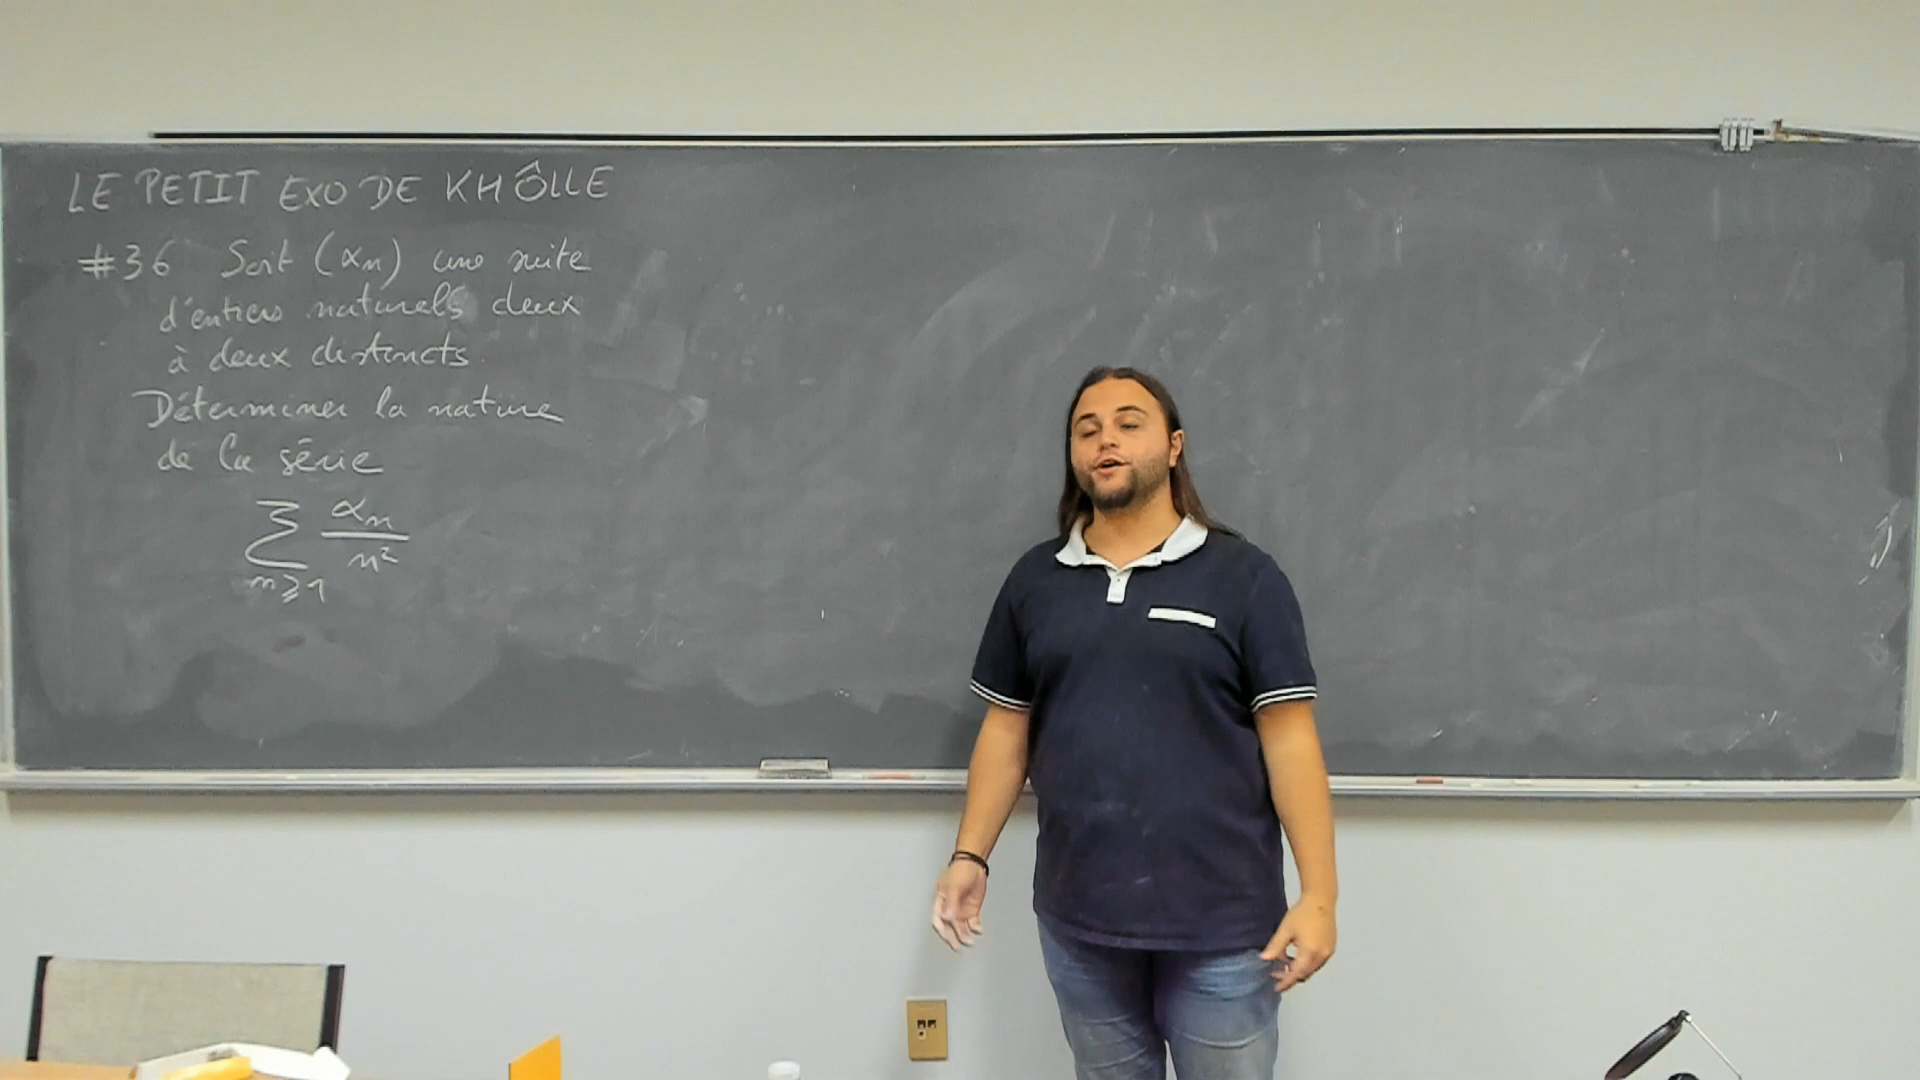 LE PETIT EXO DE KHÔLLE
#36 Soit (αn) une suite
d'entiers naturels deux
à deux distincts.
Déterminer la nature
de la série
∑ αn/n²
n⩾1